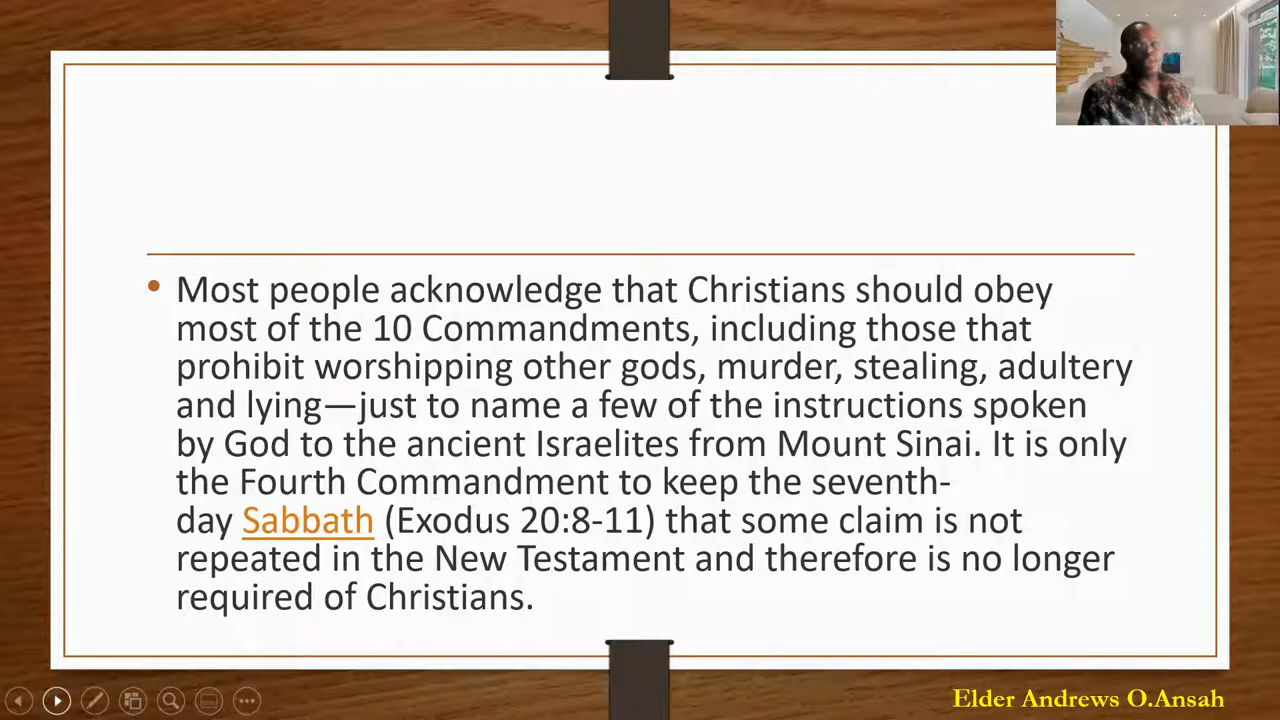 • Most people acknowledge that Christians should obey
most of the 10 Commandments, including those that
prohibit worshipping other gods, murder, stealing, adultery
and lying—just to name a few of the instructions spoken
by God to the ancient Israelites from Mount Sinai. It is only
the Fourth Commandment to keep the seventh-
day Sabbath (Exodus 20:8-11) that some claim is not
repeated in the New Testament and therefore is no longer
required of Christians.
Elder Andrews O.Ansah